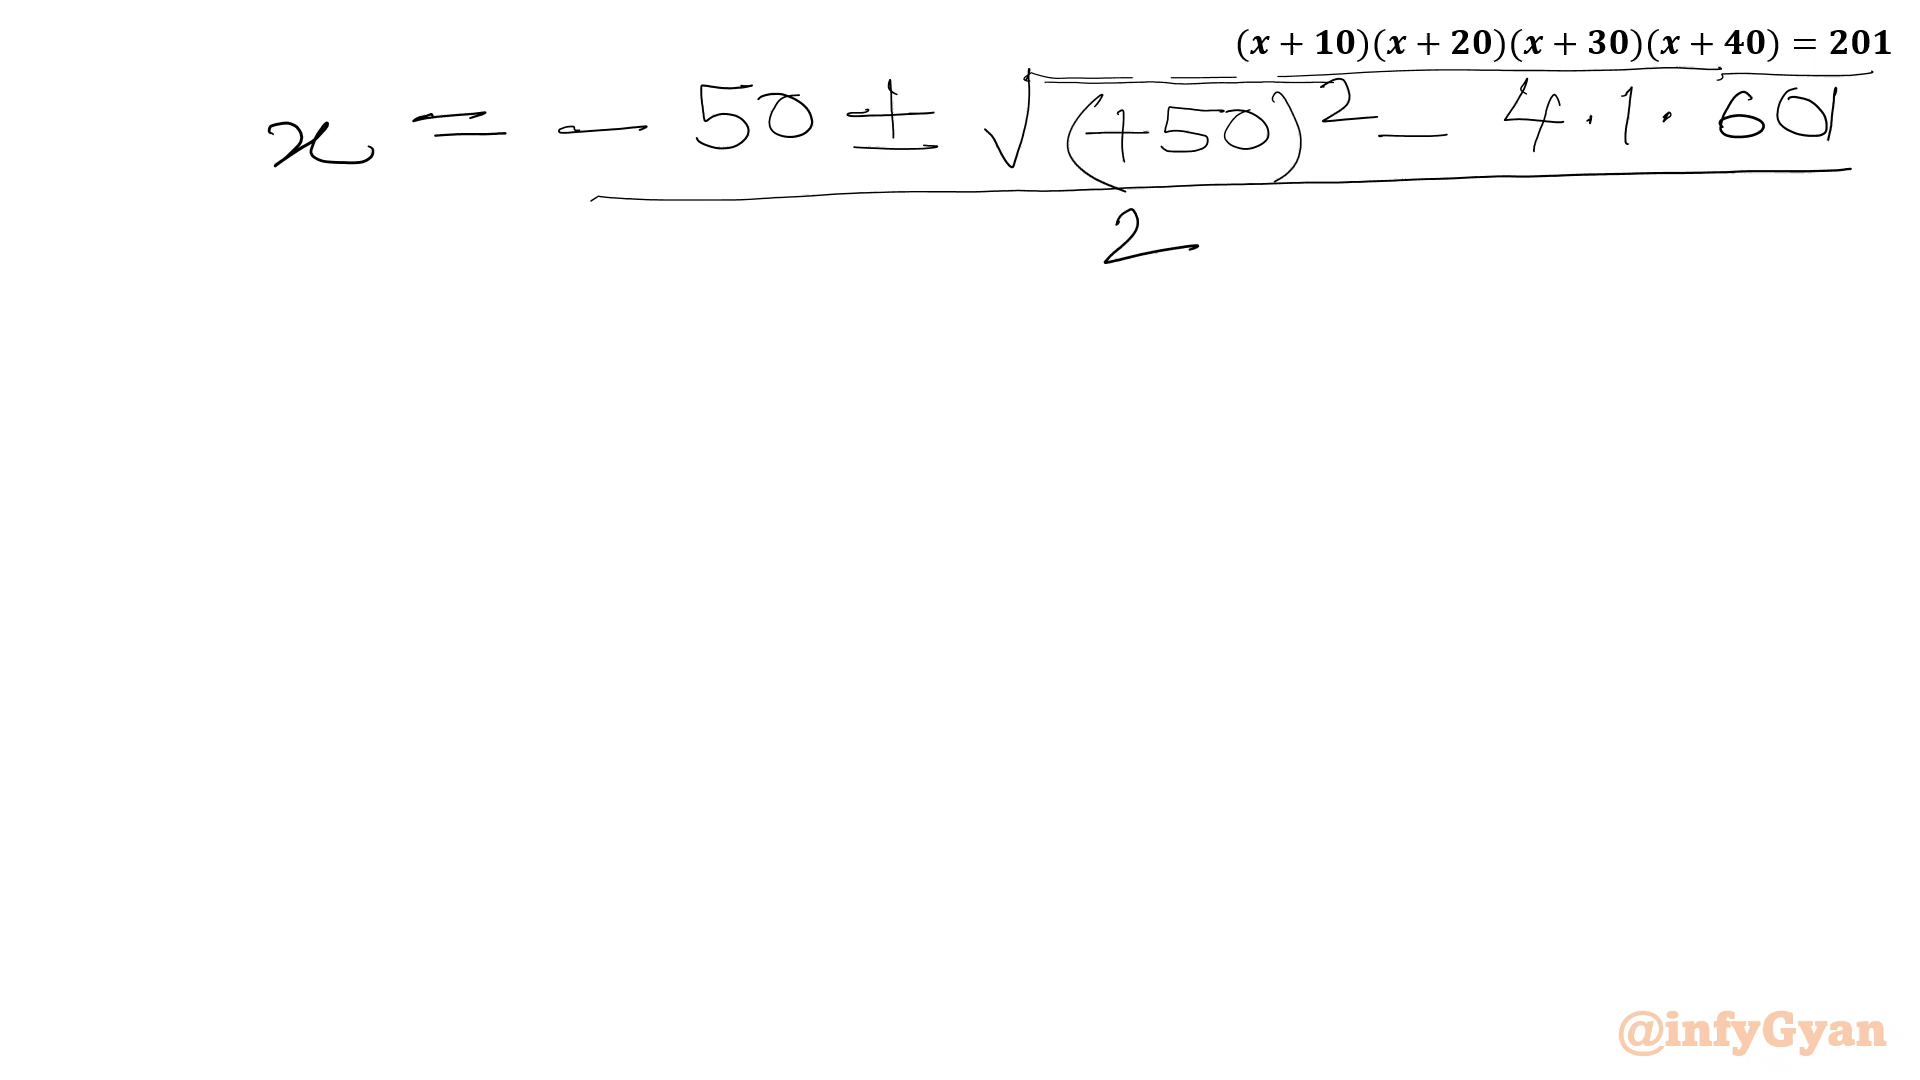 (x + 10)(x + 20)(x + 30)(x + 40) = 201
x = - 50 ± √(+50)² - 4 . 1 . 601
2
@infyGyan